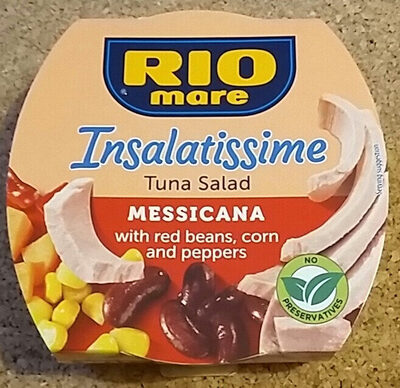 RIO
mare
Insalatissime
Tuna Salad
MESSICANA
with red beans, corn
and peppers
NO
PRESERVATIVES